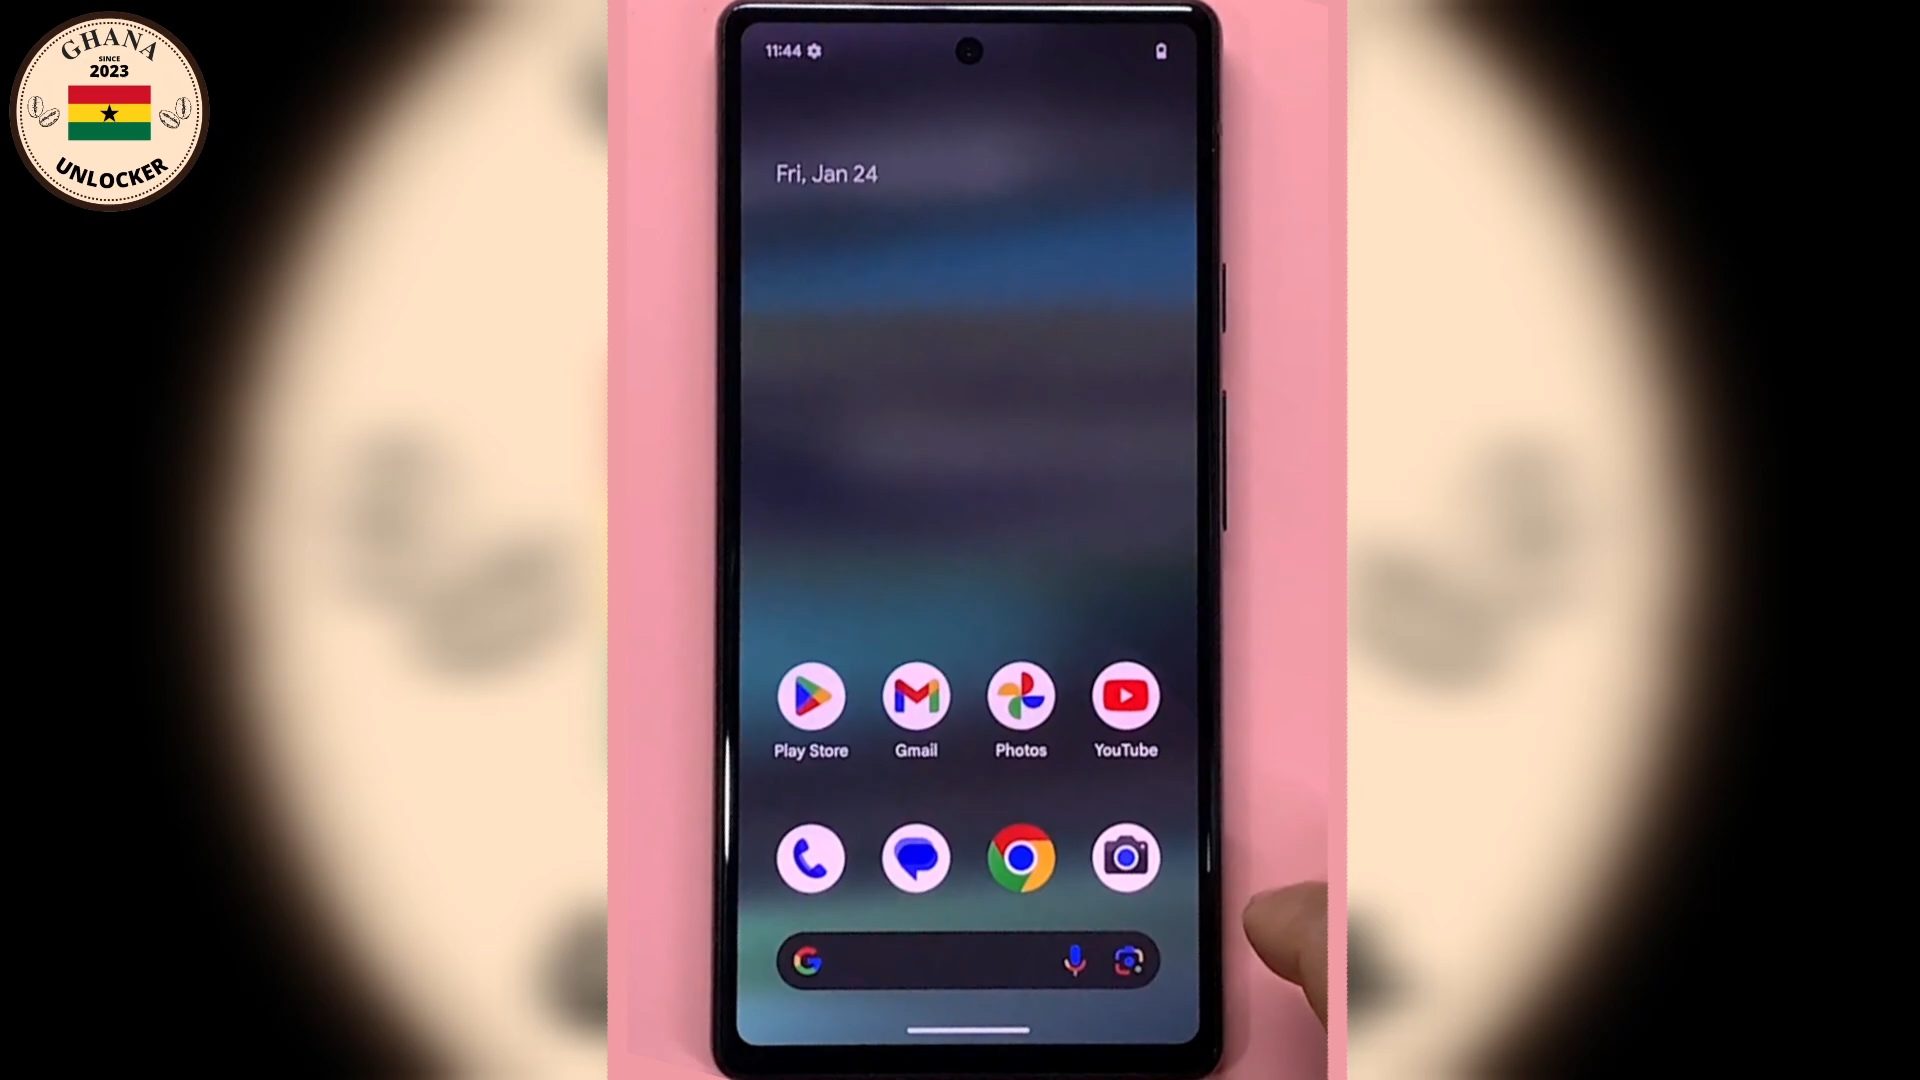 GHANA
SINCE
2023
UNLOCKER
11:44
Fri, Jan 24
Play Store
Gmail
Photos
YouTube